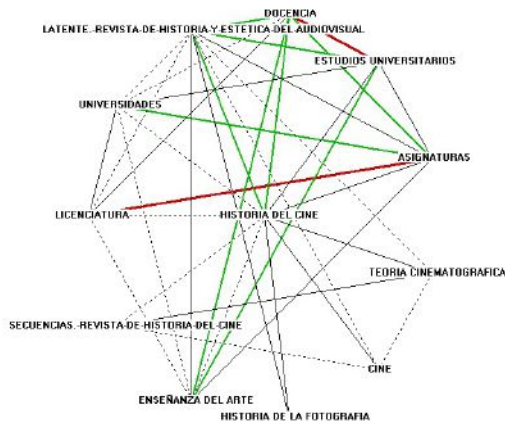 DOCENCIA
LATENTE.-REVISTA-DE-HISTORIA-Y-ESTETICA-DEL-AUDIOVISUAL
ESTUDIOS UNIVERSITARIOS
UNIVERSIDADES
ASIGNATURAS
LICENCIATURA
HISTORIA DEL CINE
TEORIA CINEMATOGRAFICA
SECUENCIAS.-REVISTA-DE-HISTORIA-DEL-CINE
CINE
ENSEÑANZA DEL ARTE
HISTORIA DE LA FOTOGRAFIA